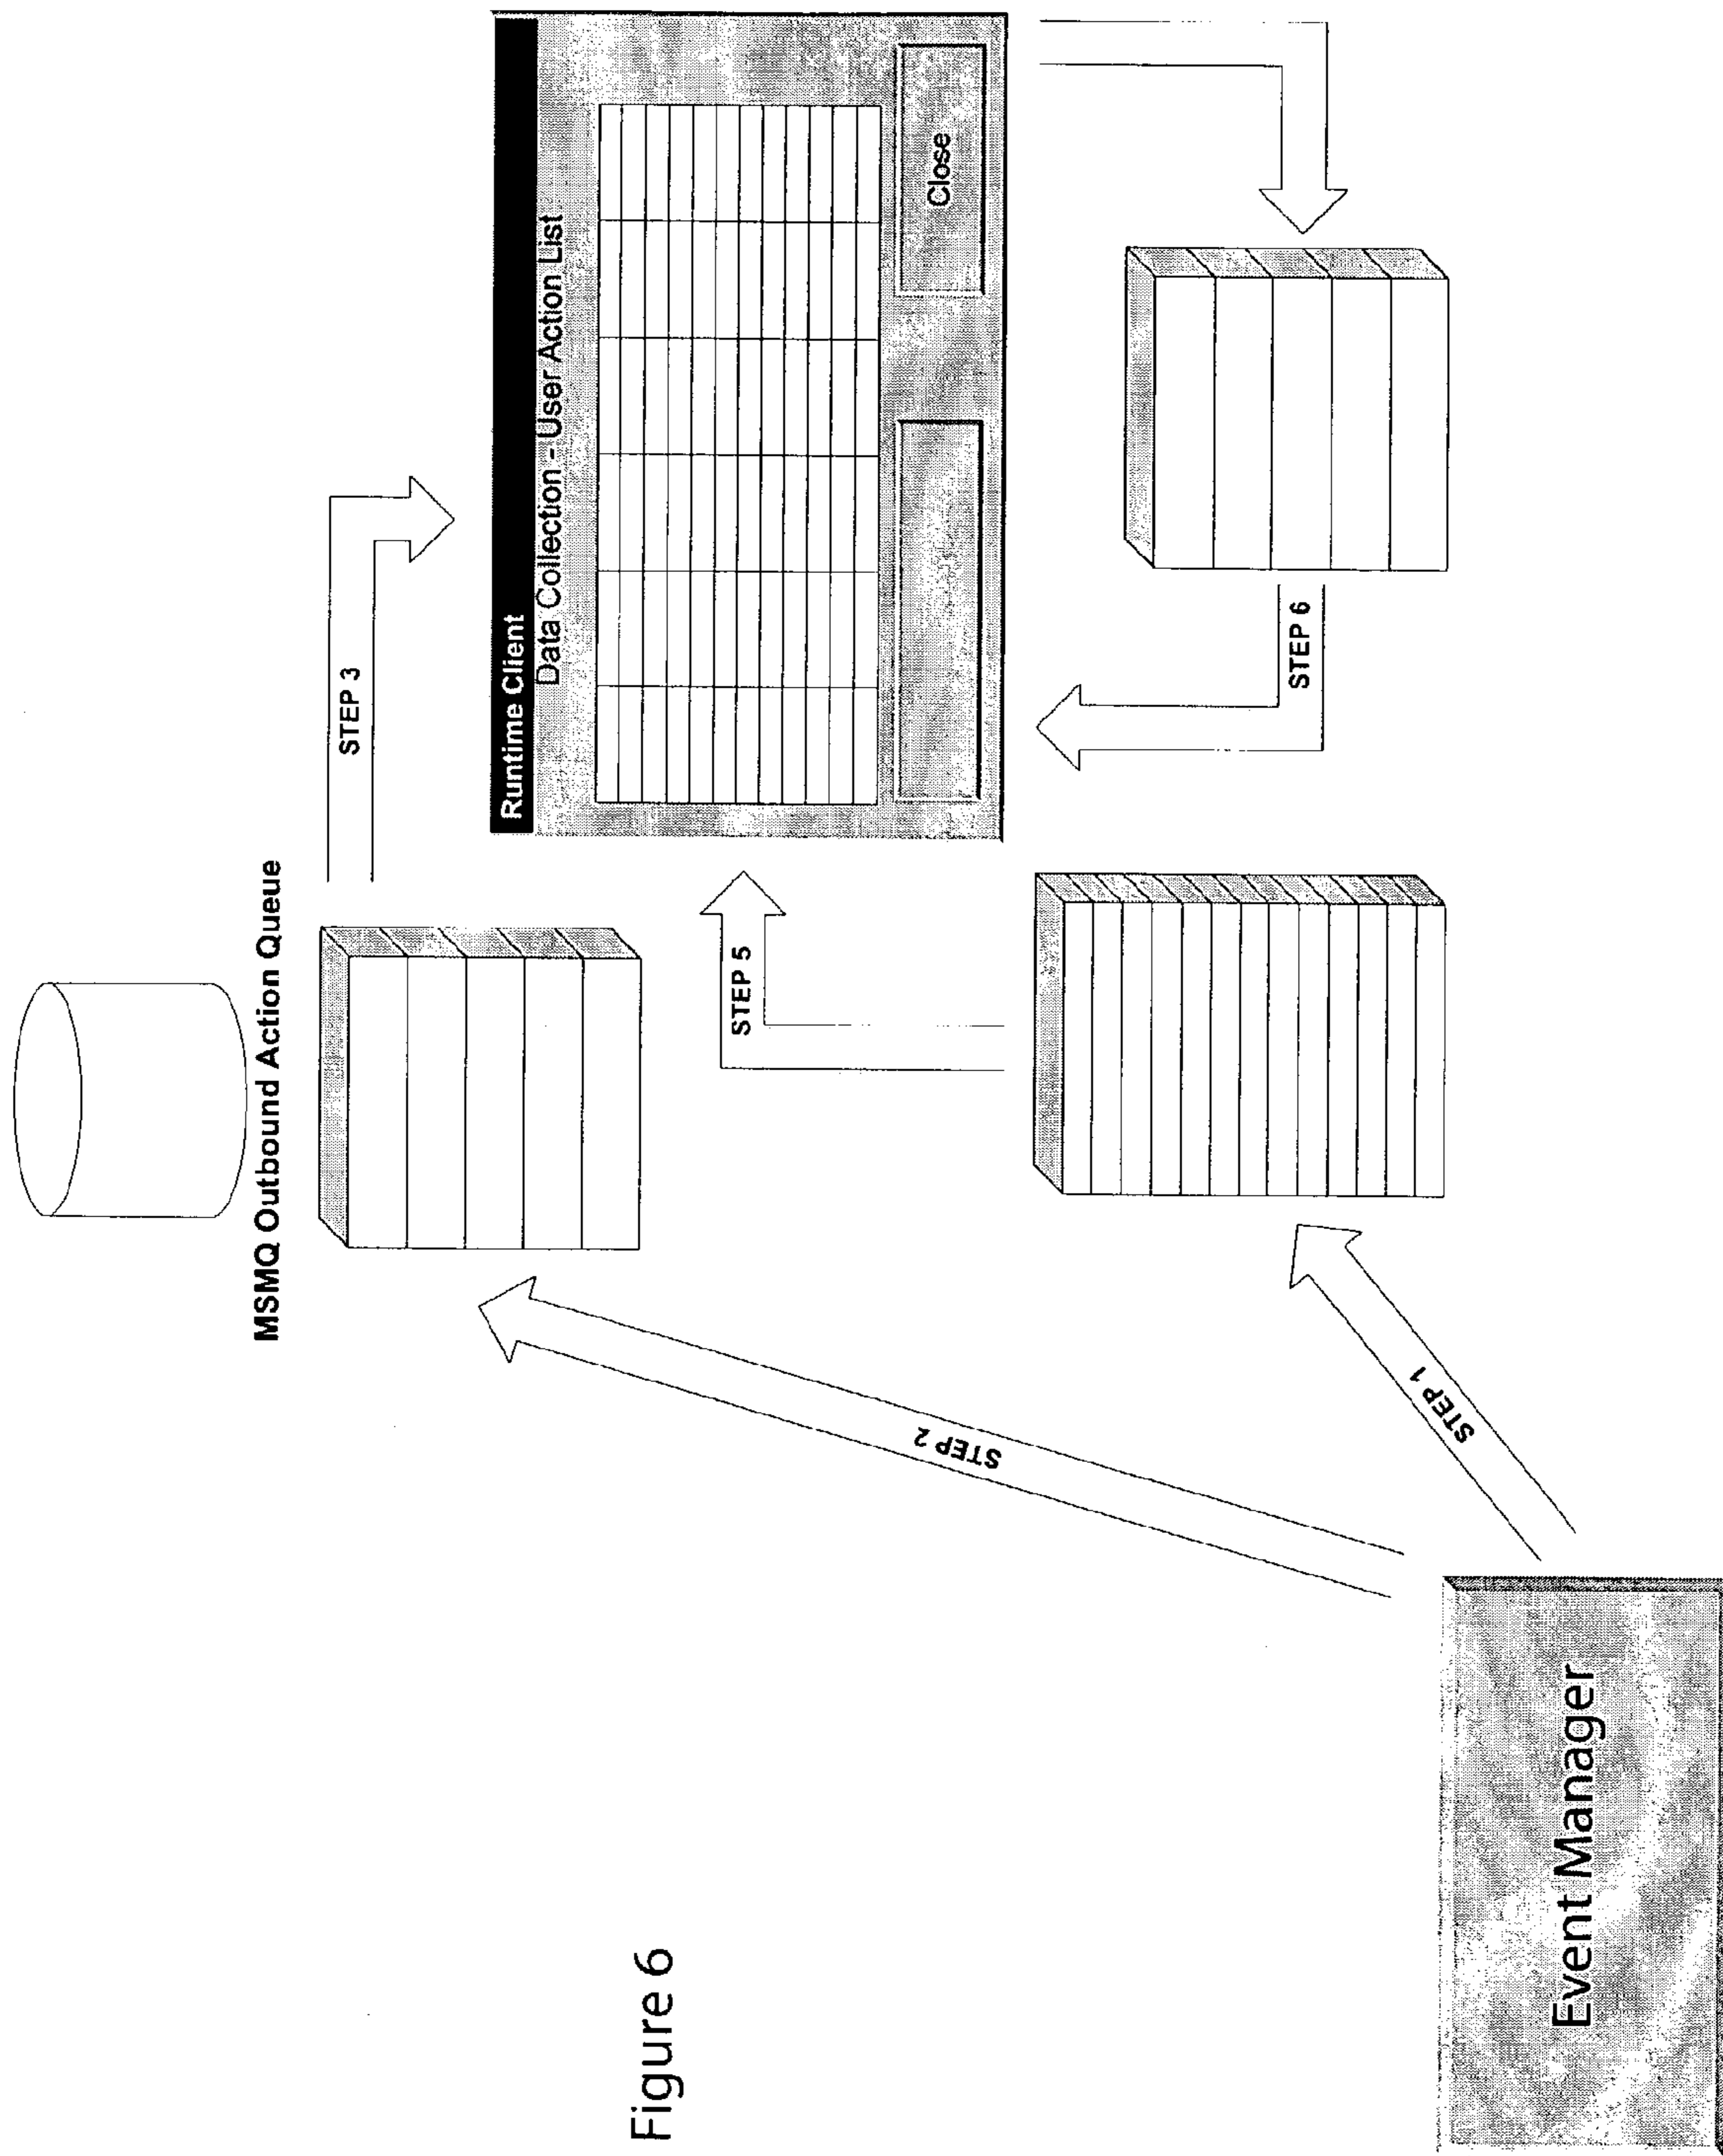 Figure 6
MSMQ Outbound Action Queue
STEP 3
Runtime Client
Data Collection - User Action List
Close
STEP 5
STEP 6
STEP 2
STEP 1
Event Manager